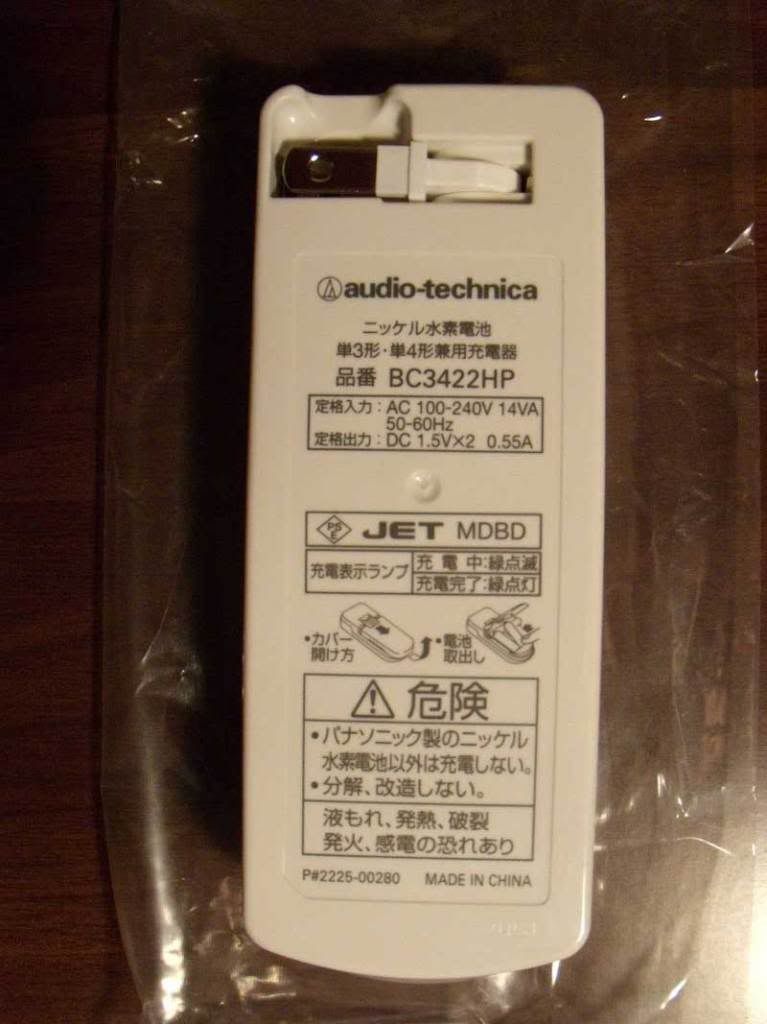 audio-technica
ニッケル水素電池
単3形・単4形兼用充電器
品番 BC3422HP
定格入力：AC 100-240V 14VA
50-60Hz
定格出力：DC 1.5V×2 0.55A
PSE JET MDBD
充電表示ランプ
充電中：緑点滅
充電完了：緑点灯
・カバー
開け方
・電池
取出し
危険
・パナソニック製のニッケル
水素電池以外は充電しない。
・分解、改造しない。
液もれ、発熱、破裂
発火、感電の恐れあり
P#2225-00280 MADE IN CHINA